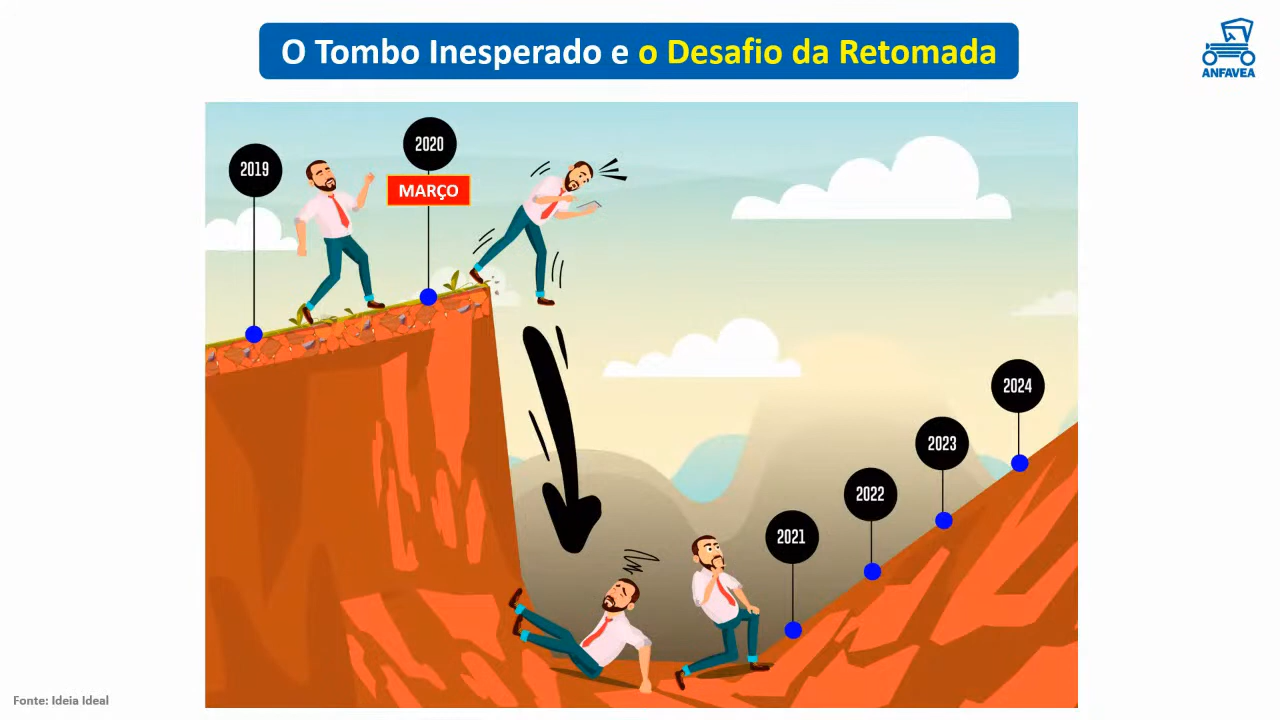 O Tombo Inesperado e o Desafio da Retomada
ANFAVEA
2019
2020
MARÇO
2024
2023
2022
2021
Fonte: Ideia Ideal